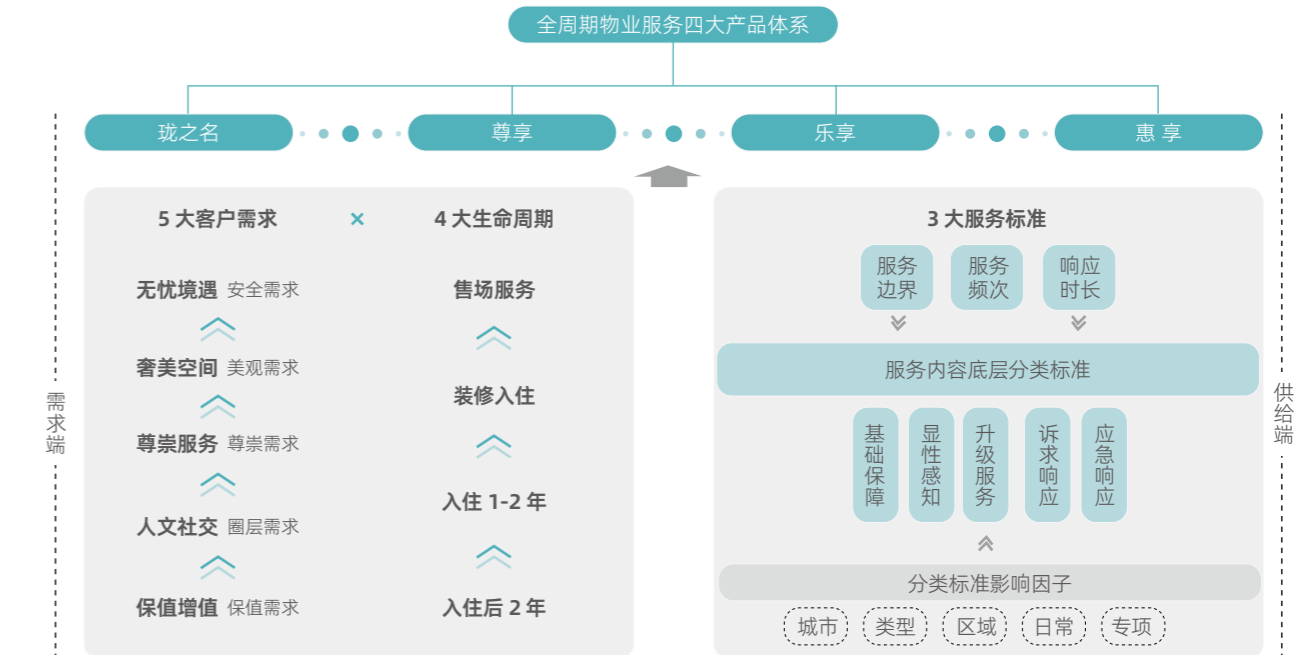 全周期物业服务四大产品体系
珑之名
尊享
乐享
惠 享
需求端
5 大客户需求 × 4 大生命周期
无忧境遇 安全需求
奢美空间 美观需求
尊崇服务 尊崇需求
人文社交 圈层需求
保值增值 保值需求
售场服务
装修入住
入住 1-2 年
入住后 2 年
3 大服务标准
服务
边界
服务
频次
响应
时长
服务内容底层分类标准
基础保障
显性感知
升级服务
诉求响应
应急响应
分类标准影响因子
城市
类型
区域
日常
专项
供给端